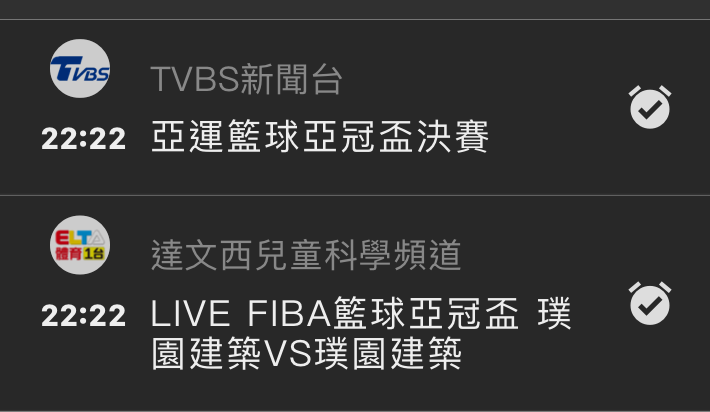 TVBS
TVBS新聞台
22:22 亞運籃球亞冠盃決賽
ELTA
體育1台
達文西兒童科學頻道
22:22 LIVE FIBA籃球亞冠盃 璞
園建築VS璞園建築